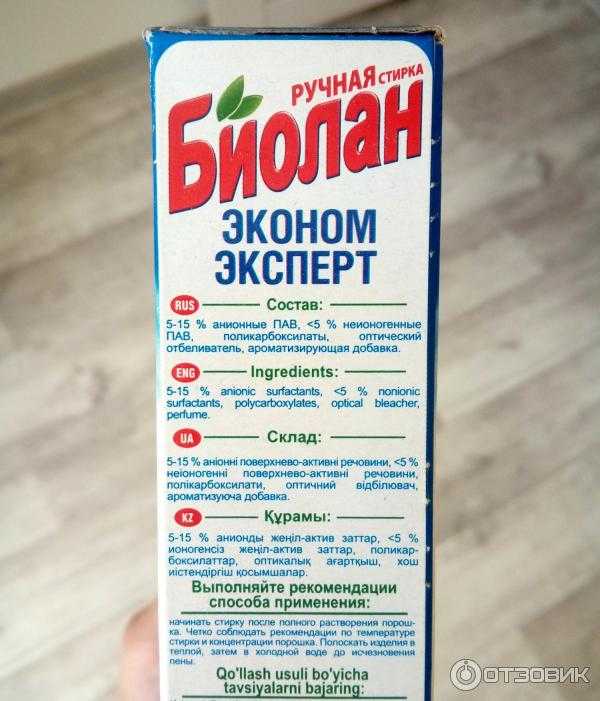 РУЧНАЯ СТИРКА
Биолан
ЭКОНОМ
ЭКСПЕРТ
RUS Состав:
5-15 % анионные ПАВ, <5 % неионогенные
ПАВ, поликарбоксилаты, оптический
отбеливатель, ароматизирующая добавка.
ENG Ingredients:
5-15 % anionic surfactants, <5 % nonionic
surfactants, polycarboxylates, optical bleacher,
perfume.
UA Склад:
5-15 % аніонні поверхнево-активні речовини, <5 %
неіоногенні поверхнево-активні речовини,
полікарбоксилати, оптичний відбілювач,
ароматизуюча добавка.
KZ Құрамы:
5-15 % анионды жеңіл-актив заттар, <5 %
ионогенсіз жеңіл-актив заттар, поликар-
боксилаттар, оптикалық ағартқыш, хош
иістендіргіш қосымшалар.
Выполняйте рекомендации
способа применения:
начинать стирку после полного растворения порош-
ка. Четко соблюдать рекомендации по температуре
стирки и концентрации порошка. Полоскать изделия в
теплой, затем в холодной воде до исчезновения
пены.
Qo'llash usuli bo'yicha
tavsiyalarni bajaring:
ОТЗОВИК